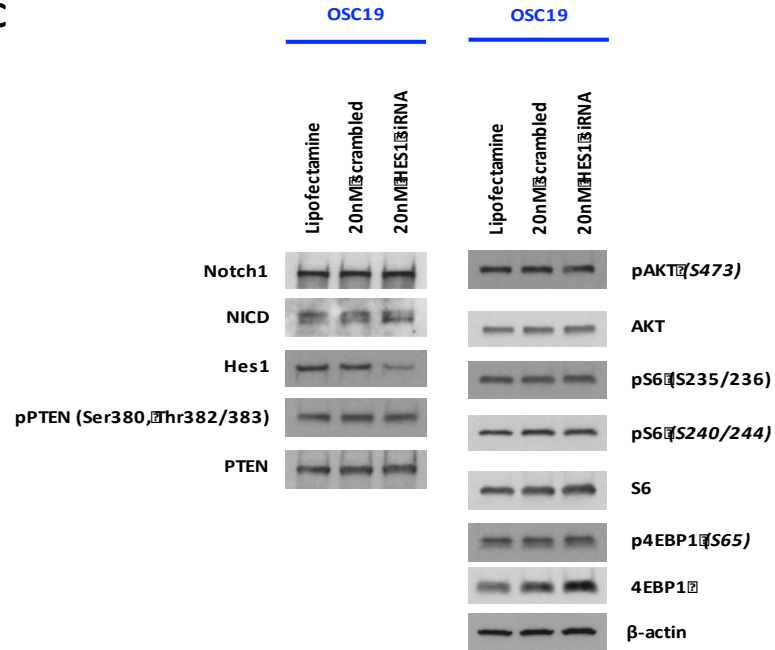 C
OSC19
OSC19
Lipofectamine
20nM⍰scrambled
20nM⍰HES1⍰siRNA
Lipofectamine
20nM⍰scrambled
20nM⍰HES1⍰siRNA
Notch1
NICD
Hes1
pPTEN (Ser380,⍰Thr382/383)
PTEN
pAKT⍰(S473)
AKT
pS6⍰(S235/236)
pS6⍰(S240/244)
S6
p4EBP1⍰(S65)
4EBP1⍰
β-actin